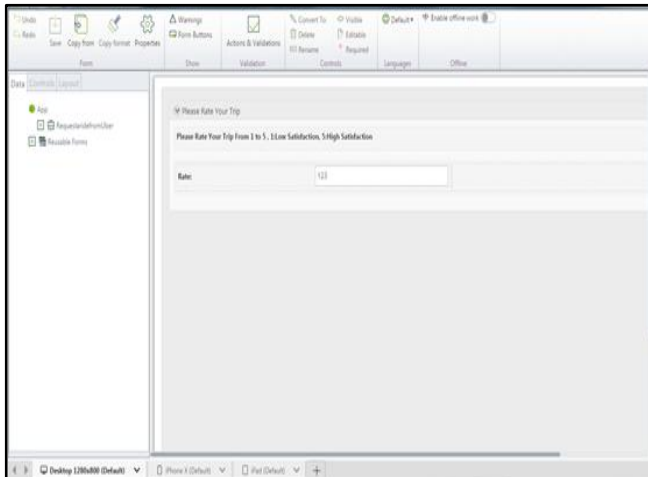 Undo
Redo
Save
Copy from
Copy format
Properties
Form
Warnings
Form Buttons
Show
Actions & Validations
Validation
Convert To
Delete
Rename
Visible
Editable
Required
Controls
Default
Languages
Enable offline work
Offline
Data Controls Layout
App
RequestandefromUser
Reusable Forms
Please Rate Your Trip
Please Rate Your Trip From 1 to 5 , 1:Low Satisfaction, 5:High Satisfaction
Rate:
123
Desktop 1280x800 (Default)
iPhone X (Default)
iPad (Default)